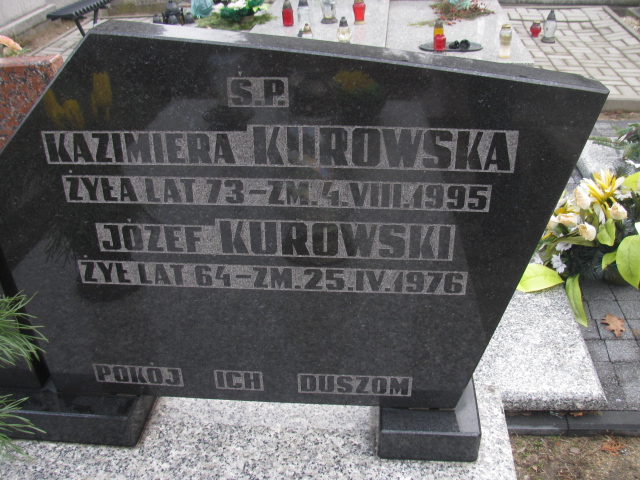 Ś.P.
KAZIMIERA KUROWSKA
ŻYŁA LAT 73 – ZM. 4.VIII.1995
JÓZEF KUROWSKI
ŻYŁ LAT 64 – ZM. 25.IV.1976
POKÓJ ICH DUSZOM